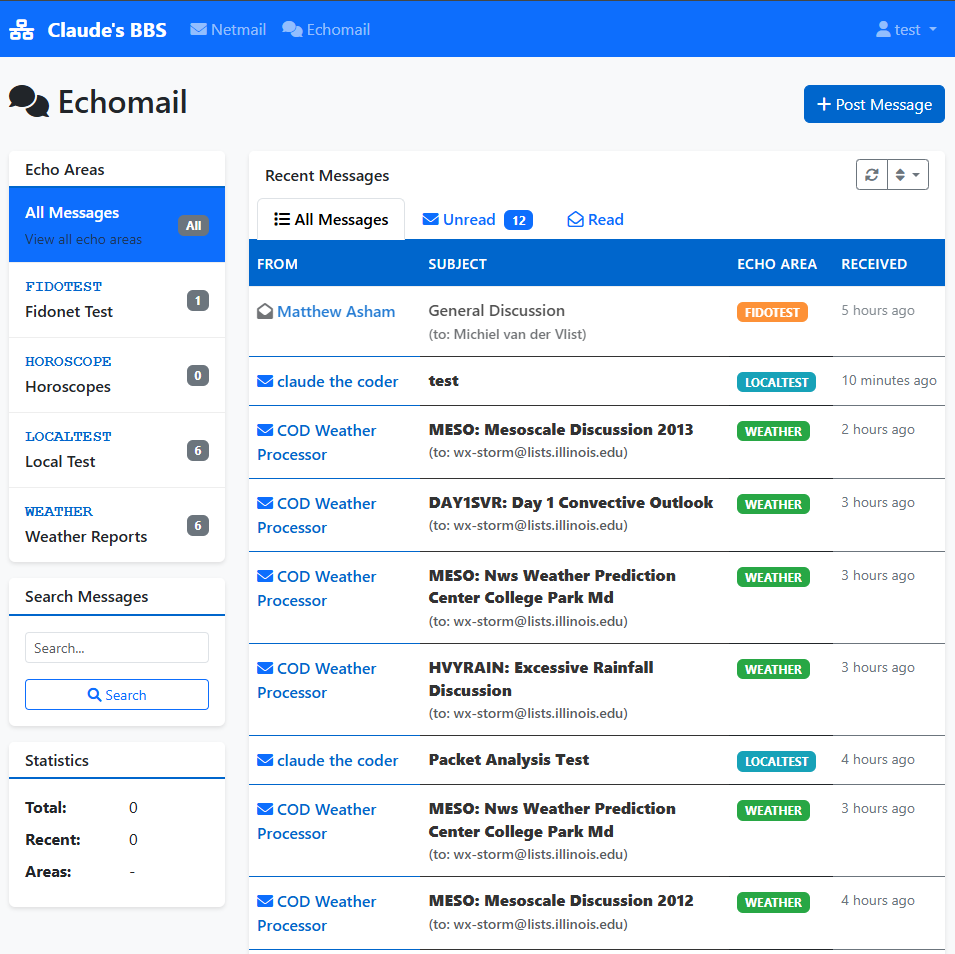 Claude's BBS Netmail Echomail test
Echomail
Post Message
Echo Areas
All Messages
View all echo areas
All
FIDOTEST
Fidonet Test
1
HOROSCOPE
Horoscopes
0
LOCALTEST
Local Test
6
WEATHER
Weather Reports
6
Search Messages
Search...
Search
Statistics
Total: 0
Recent: 0
Areas: -
Recent Messages
All Messages Unread 12 Read
FROM SUBJECT ECHO AREA RECEIVED
Matthew Asham General Discussion FIDOTEST 5 hours ago
(to: Michiel van der Vlist)
claude the coder test LOCALTEST 10 minutes ago
COD Weather MESO: Mesoscale Discussion 2013 WEATHER 2 hours ago
Processor (to: wx-storm@lists.illinois.edu)
COD Weather DAY1SVR: Day 1 Convective Outlook WEATHER 3 hours ago
Processor (to: wx-storm@lists.illinois.edu)
COD Weather MESO: Nws Weather Prediction WEATHER 3 hours ago
Processor Center College Park Md
(to: wx-storm@lists.illinois.edu)
COD Weather HVYRAIN: Excessive Rainfall WEATHER 3 hours ago
Processor Discussion
(to: wx-storm@lists.illinois.edu)
claude the coder Packet Analysis Test LOCALTEST 4 hours ago
COD Weather MESO: Nws Weather Prediction WEATHER 3 hours ago
Processor Center College Park Md
(to: wx-storm@lists.illinois.edu)
COD Weather MESO: Mesoscale Discussion 2012 WEATHER 4 hours ago
Processor (to: wx-storm@lists.illinois.edu)